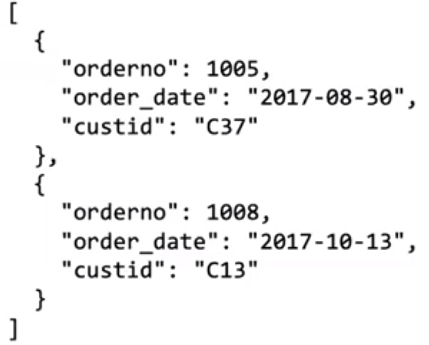 [
  {
    "orderno": 1005,
    "order_date": "2017-08-30",
    "custid": "C37"
  },
  {
    "orderno": 1008,
    "order_date": "2017-10-13",
    "custid": "C13"
  }
]